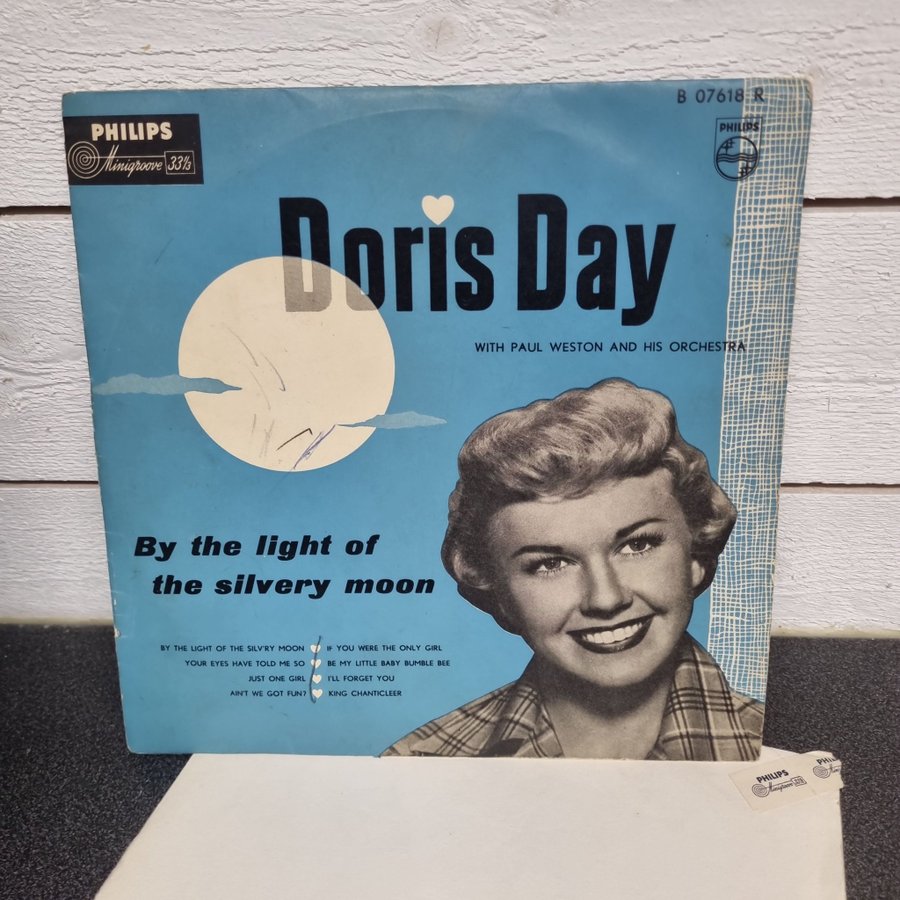 B 07618 R
PHILIPS
Minigroove 33⅓
PHILIPS
Doris Day
WITH PAUL WESTON AND HIS ORCHESTRA
By the light of
the silvery moon
BY THE LIGHT OF THE SILV'RY MOON IF YOU WERE THE ONLY GIRL
YOUR EYES HAVE TOLD ME SO BE MY LITTLE BABY BUMBLE BEE
JUST ONE GIRL I'LL FORGET YOU
AIN'T WE GOT FUN? KING CHANTICLEER
PHILIPS
Minigroove